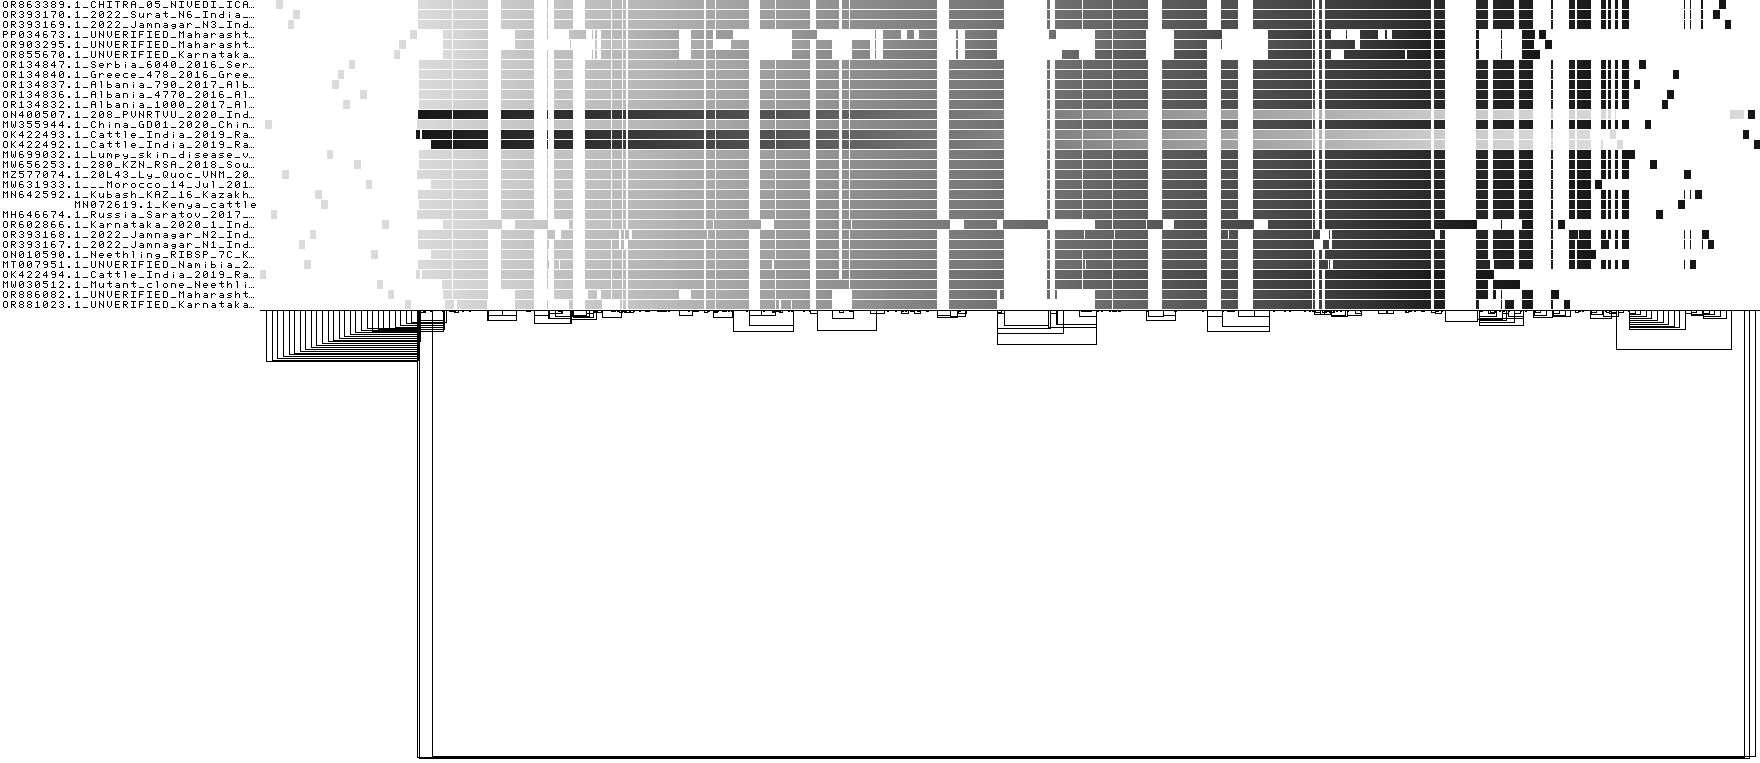 OR863389.1_CHITRA_05_NIVEDI_ICA…
OR393170.1_2022_Surat_N6_India_…
OR393169.1_2022_Jamnagar_N3_Ind…
PP034673.1_UNVERIFIED_Maharasht…
OR903295.1_UNVERIFIED_Maharasht…
OR855670.1_UNVERIFIED_Karnataka…
OR134847.1_Serbia_6040_2016_Ser…
OR134840.1_Greece_478_2016_Gree…
OR134837.1_Albania_790_2017_Alb…
OR134836.1_Albania_4770_2016_Al…
OR134832.1_Albania_1000_2017_Al…
ON400507.1_208_PVNRTVU_2020_Ind…
MW355944.1_China_GD01_2020_Chin…
OK422493.1_Cattle_India_2019_Ra…
OK422492.1_Cattle_India_2019_Ra…
MW699032.1_Lumpy_skin_disease_v…
MW656253.1_280_KZN_RSA_2018_Sou…
MZ577074.1_20L43_Ly_Quoc_VNM_20…
MW631933.1___Morocco_14_Jul_201…
MN642592.1_Kubash_KAZ_16_Kazakh…
MN072619.1_Kenya_cattle
MH646674.1_Russia_Saratov_2017_…
OR602866.1_Karnataka_2020_1_Ind…
OR393168.1_2022_Jamnagar_N2_Ind…
OR393167.1_2022_Jamnagar_N1_Ind…
ON010590.1_Neethling_RIBSP_7C_K…
MT007951.1_UNVERIFIED_Namibia_2…
OK422494.1_Cattle_India_2019_Ra…
MW030512.1_Mutant_clone_Neethli…
OR886082.1_UNVERIFIED_Maharasht…
OR881023.1_UNVERIFIED_Karnataka…